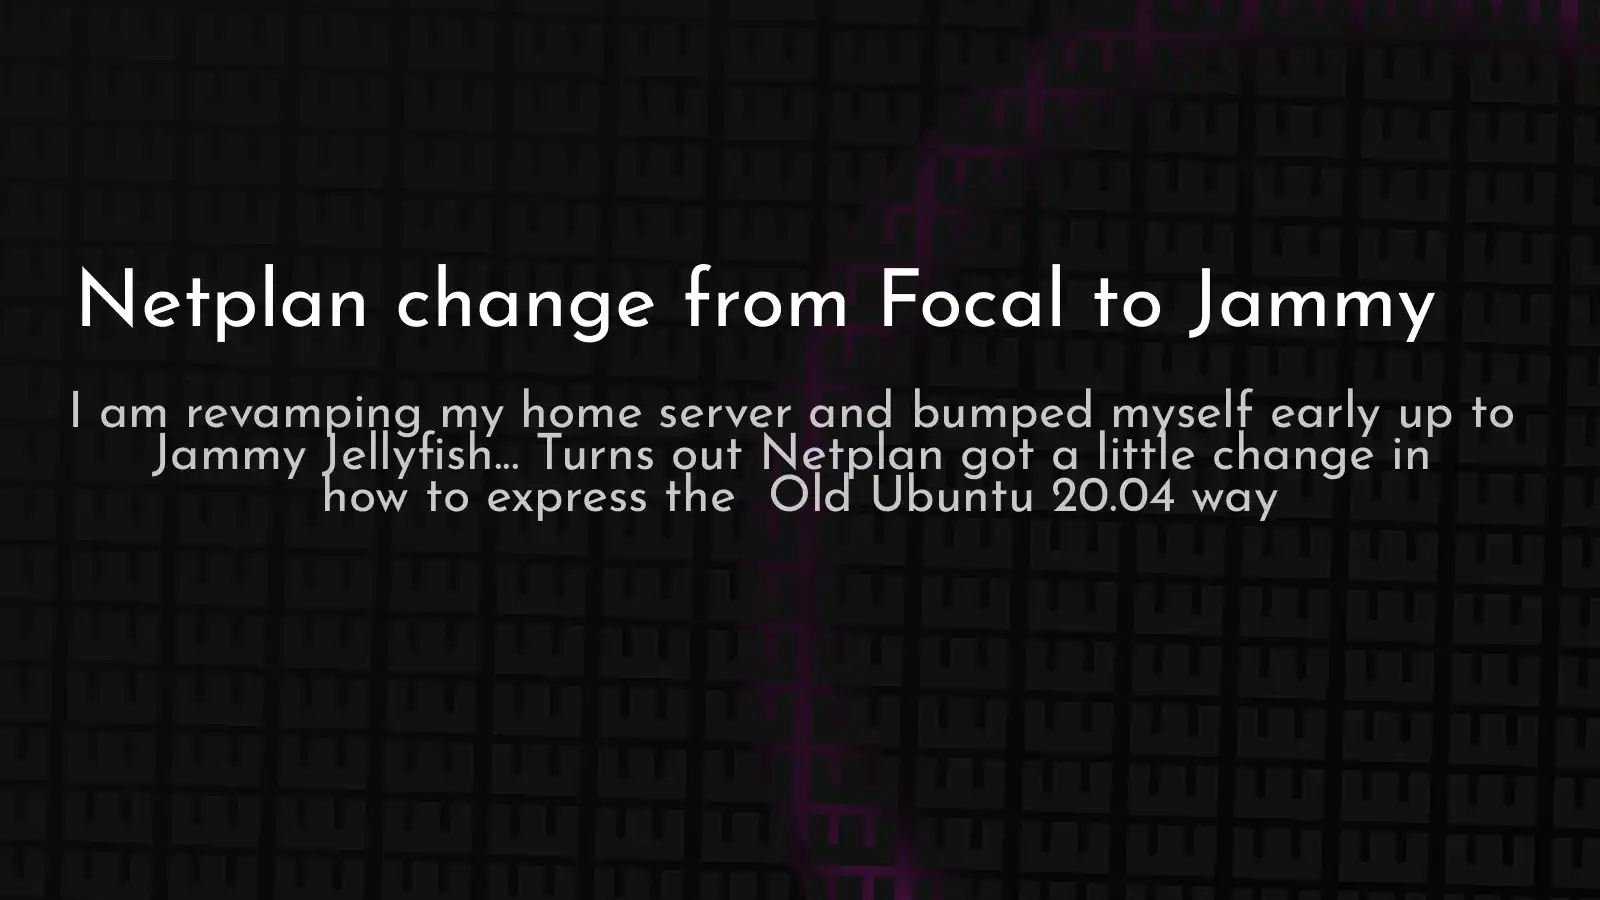 Netplan change from Focal to Jammy
I am revamping my home server and bumped myself early up to
Jammy Jellyfish... Turns out Netplan got a little change in
how to express the  Old Ubuntu 20.04 way